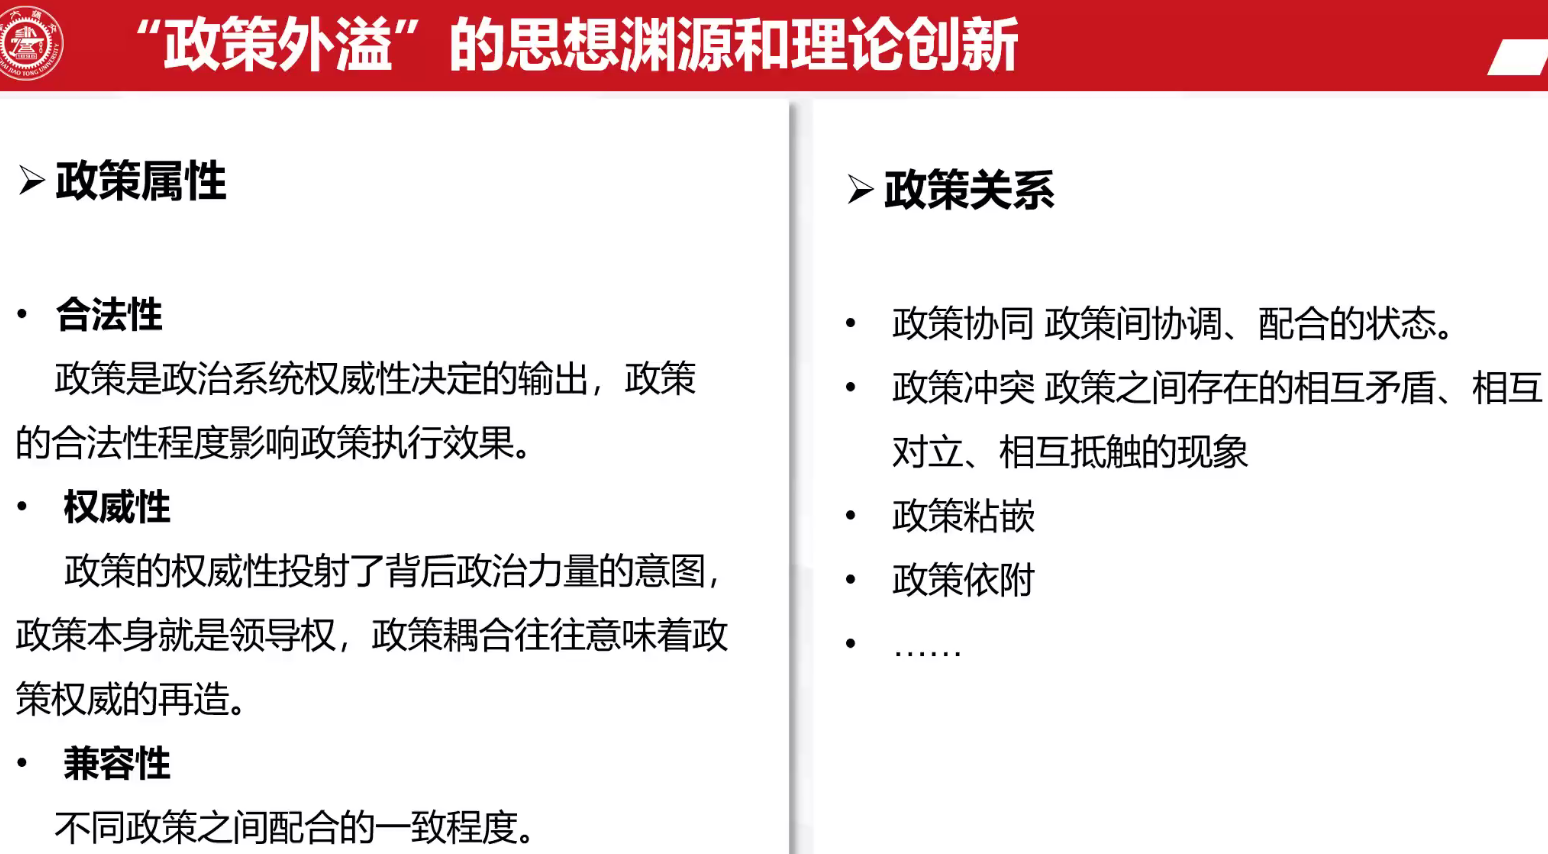 “政策外溢”的思想渊源和理论创新
政策属性
• 合法性
政策是政治系统权威性决定的输出，政策
的合法性程度影响政策执行效果。
• 权威性
政策的权威性投射了背后政治力量的意图，
政策本身就是领导权，政策耦合往往意味着政
策权威的再造。
• 兼容性
不同政策之间配合的一致程度。
政策关系
• 政策协同 政策间协调、配合的状态。
• 政策冲突 政策之间存在的相互矛盾、相互
对立、相互抵触的现象
• 政策粘嵌
• 政策依附
• ……